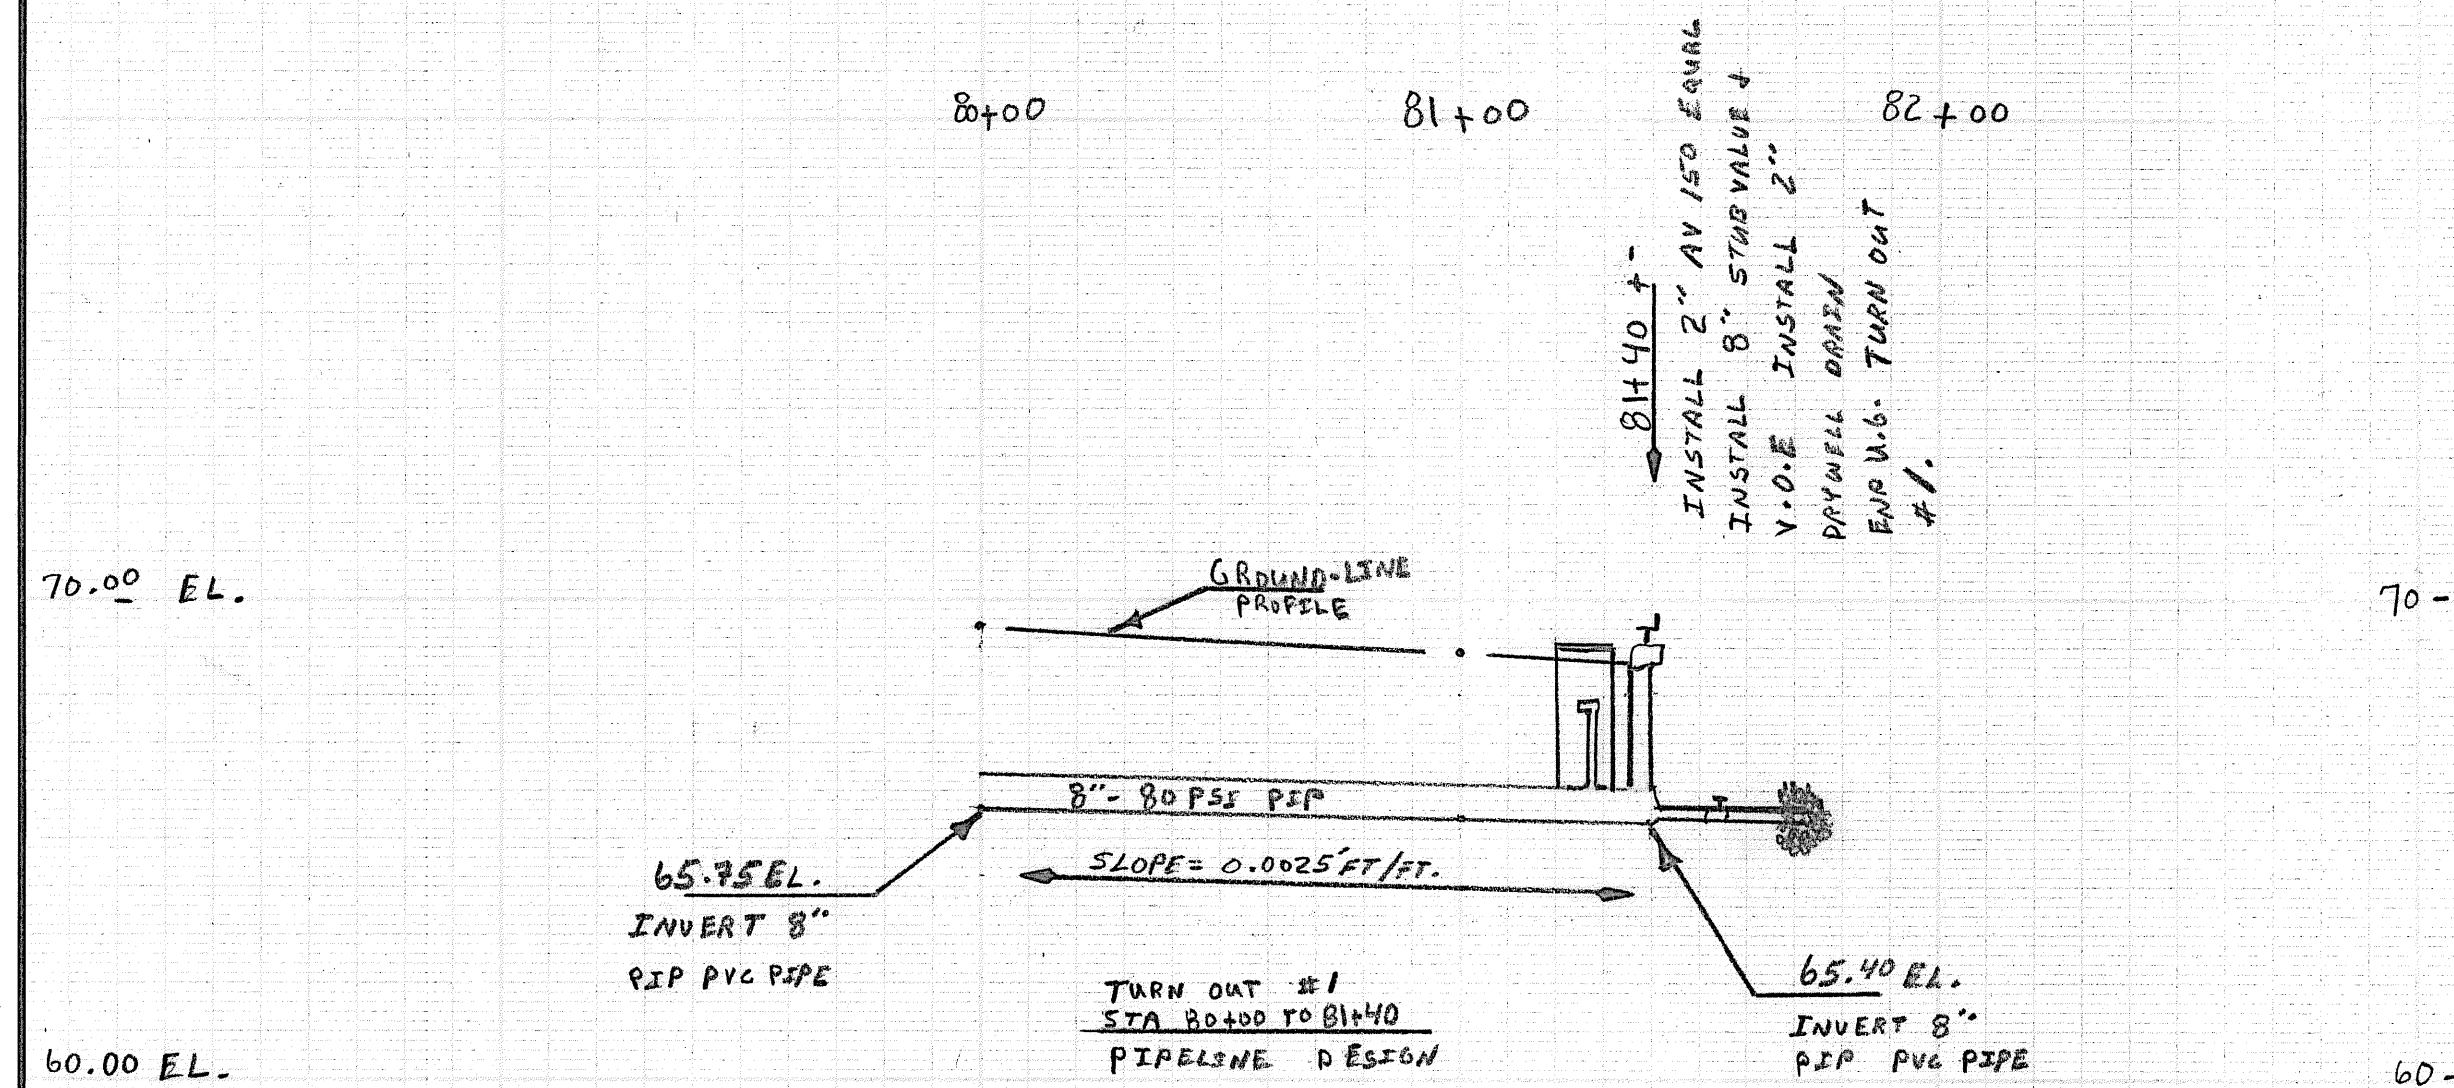 80+00
81+00
82+00
81+40 + -
INSTALL 2" AV 150 EQUAL
INSTALL 8" STUB VALUE &
V.O.E INSTALL 2"
DRYWELL DRAIN
END U.G. TURN OUT
#1.
70.00 EL.
GROUND-LINE
PROFILE
70-
8"- 80 PSI PIP
SLOPE= 0.0025' FT/FT.
65.75 EL.
INVERT 8"
PIP PVC PIPE
65.40 EL.
INVERT 8"
PIP PVC PIPE
TURN OUT #1
STA 80+00 TO 81+40
PIPELINE DESIGN
60.00 EL.
60-